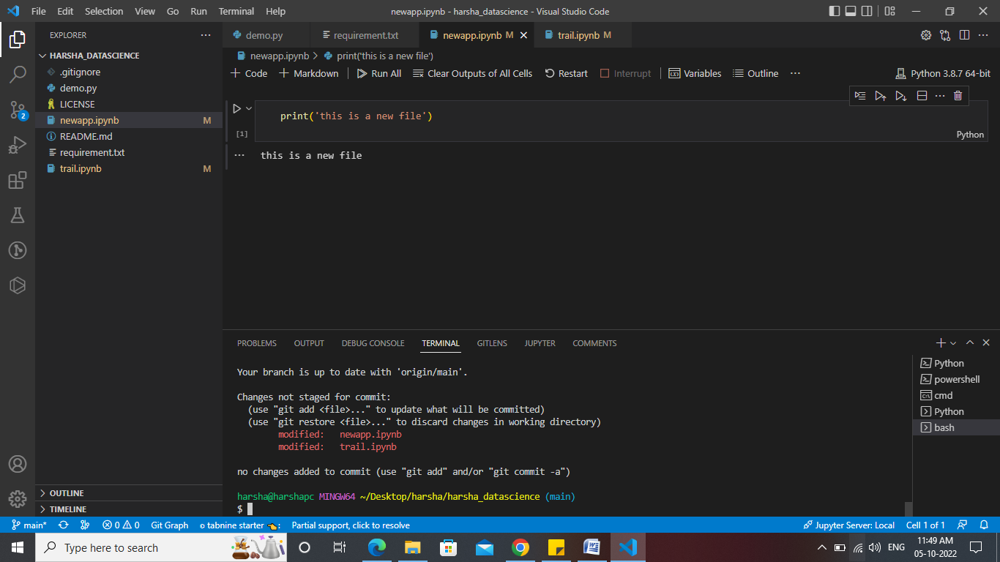 File Edit Selection View Go Run Terminal Help newapp.ipynb - harsha_datascience - Visual Studio Code
EXPLORER
demo.py requirement.txt newapp.ipynb M trail.ipynb M
HARSHA_DATASCIENCE
.gitignore
demo.py
LICENSE
newapp.ipynb M
README.md
requirement.txt
trail.ipynb M
newapp.ipynb > print('this is a new file')
+ Code + Markdown Run All Clear Outputs of All Cells Restart Interrupt Variables Outline ... Python 3.8.7 64-bit
print('this is a new file')
[1]
Python
... this is a new file
PROBLEMS OUTPUT DEBUG CONSOLE TERMINAL GITLENS JUPYTER COMMENTS
Your branch is up to date with 'origin/main'.
Changes not staged for commit:
(use "git add <file>..." to update what will be committed)
(use "git restore <file>..." to discard changes in working directory)
modified: newapp.ipynb
modified: trail.ipynb
no changes added to commit (use "git add" and/or "git commit -a")
harsha@harshapc MINGW64 ~/Desktop/harsha/harsha_datascience (main)
$
Python
powershell
cmd
Python
bash
OUTLINE
TIMELINE
2
main* 0 0 Git Graph tabnine starter Partial support, click to resolve Jupyter Server: Local Cell 1 of 1
Type here to search
ENG
11:49 AM
05-10-2022